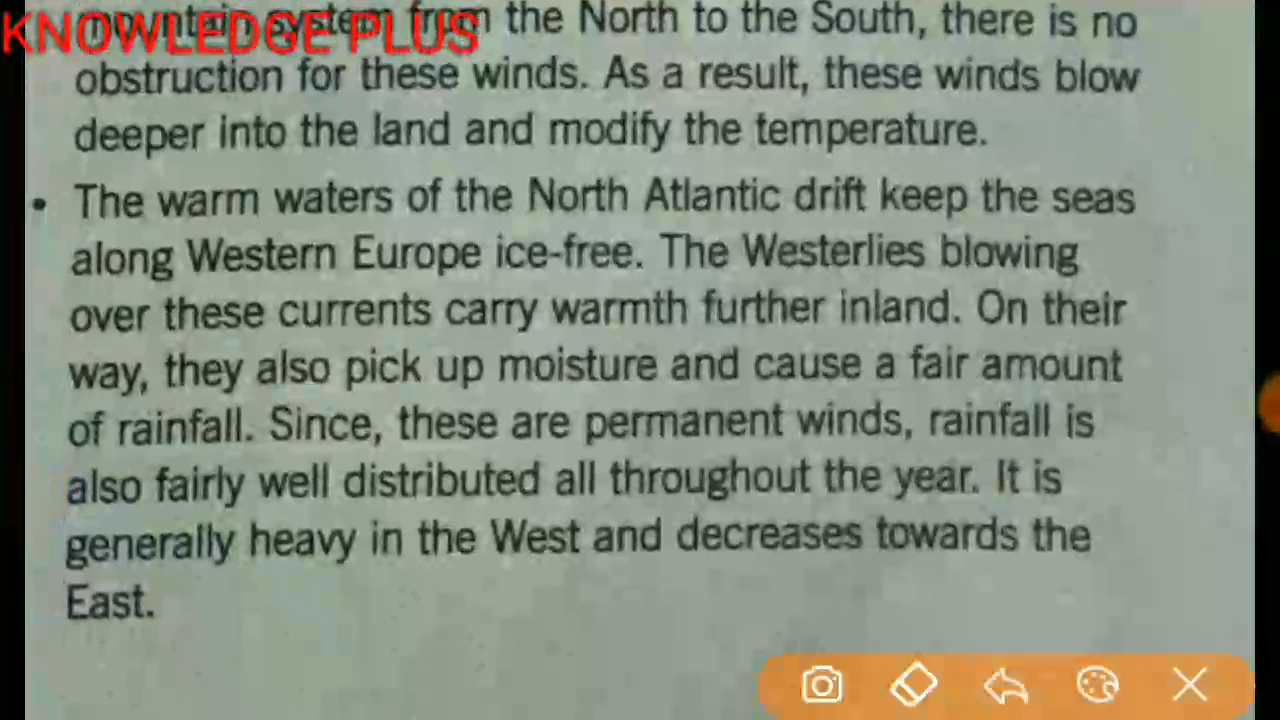 KNOWLEDGE PLUS
mountain system from the North to the South, there is no
obstruction for these winds. As a result, these winds blow
deeper into the land and modify the temperature.
• The warm waters of the North Atlantic drift keep the seas
along Western Europe ice-free. The Westerlies blowing
over these currents carry warmth further inland. On their
way, they also pick up moisture and cause a fair amount
of rainfall. Since, these are permanent winds, rainfall is
also fairly well distributed all throughout the year. It is
generally heavy in the West and decreases towards the
East.